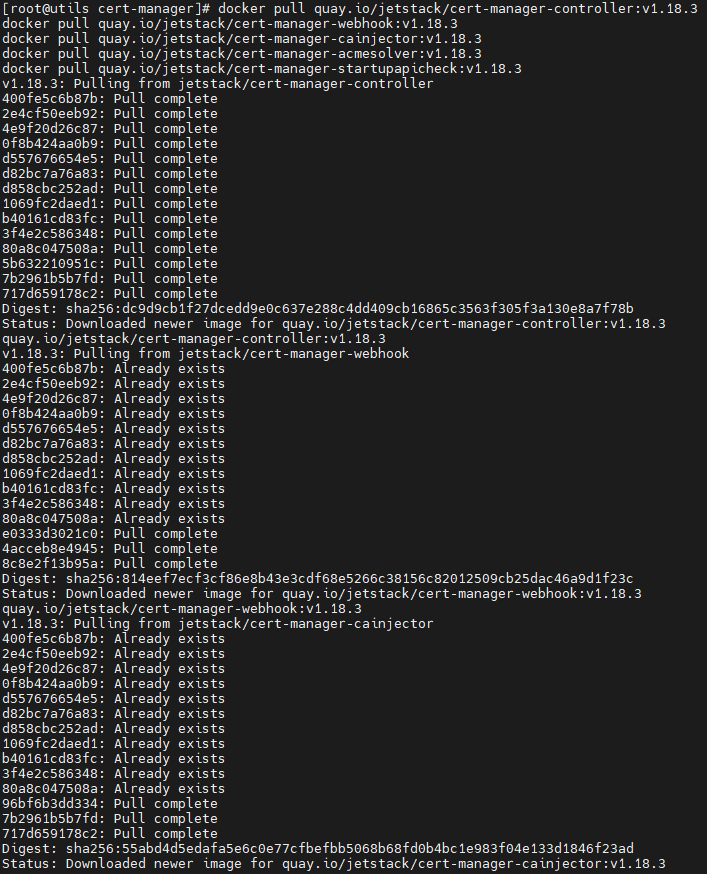 [root@utils cert-manager]# docker pull quay.io/jetstack/cert-manager-controller:v1.18.3
docker pull quay.io/jetstack/cert-manager-webhook:v1.18.3
docker pull quay.io/jetstack/cert-manager-cainjector:v1.18.3
docker pull quay.io/jetstack/cert-manager-acmesolver:v1.18.3
docker pull quay.io/jetstack/cert-manager-startupapicheck:v1.18.3
v1.18.3: Pulling from jetstack/cert-manager-controller
400fe5c6b87b: Pull complete
2e4cf50eeb92: Pull complete
4e9f20d26c87: Pull complete
0f8b424aa0b9: Pull complete
d557676654e5: Pull complete
d82bc7a76a83: Pull complete
d858cbc252ad: Pull complete
1069fc2daed1: Pull complete
b40161cd83fc: Pull complete
3f4e2c586348: Pull complete
80a8c047508a: Pull complete
5b632210951c: Pull complete
7b2961b5b7fd: Pull complete
717d659178c2: Pull complete
Digest: sha256:dc9d9cb1f27dcedd9e0c637e288c4dd409cb16865c3563f305f3a130e8a7f78b
Status: Downloaded newer image for quay.io/jetstack/cert-manager-controller:v1.18.3
quay.io/jetstack/cert-manager-controller:v1.18.3
v1.18.3: Pulling from jetstack/cert-manager-webhook
400fe5c6b87b: Already exists
2e4cf50eeb92: Already exists
4e9f20d26c87: Already exists
0f8b424aa0b9: Already exists
d557676654e5: Already exists
d82bc7a76a83: Already exists
d858cbc252ad: Already exists
1069fc2daed1: Already exists
b40161cd83fc: Already exists
3f4e2c586348: Already exists
80a8c047508a: Already exists
e0333d3021c0: Pull complete
4acceb8e4945: Pull complete
8c8e2f13b95a: Pull complete
Digest: sha256:814eef7ecf3cf86e8b43e3cdf68e5266c38156c82012509cb25dac46a9d1f23c
Status: Downloaded newer image for quay.io/jetstack/cert-manager-webhook:v1.18.3
quay.io/jetstack/cert-manager-webhook:v1.18.3
v1.18.3: Pulling from jetstack/cert-manager-cainjector
400fe5c6b87b: Already exists
2e4cf50eeb92: Already exists
4e9f20d26c87: Already exists
0f8b424aa0b9: Already exists
d557676654e5: Already exists
d82bc7a76a83: Already exists
d858cbc252ad: Already exists
1069fc2daed1: Already exists
b40161cd83fc: Already exists
3f4e2c586348: Already exists
80a8c047508a: Already exists
96bf6b3dd334: Pull complete
7b2961b5b7fd: Pull complete
717d659178c2: Pull complete
Digest: sha256:55abd4d5edafa5e6c0e77cfbefbb5068b68fd0b4bc1e983f04e133d1846f23ad
Status: Downloaded newer image for quay.io/jetstack/cert-manager-cainjector:v1.18.3